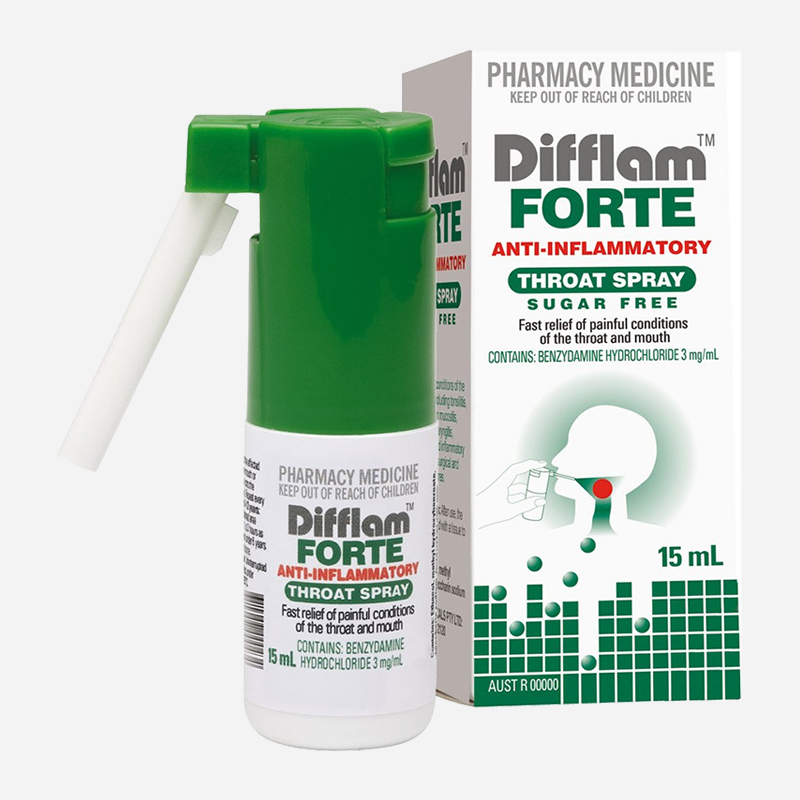 PHARMACY MEDICINE
KEEP OUT OF REACH OF CHILDREN
Difflam™
FORTE
ANTI-INFLAMMATORY
THROAT SPRAY
SUGAR FREE
Fast relief of painful conditions
of the throat and mouth
CONTAINS: BENZYDAMINE HYDROCHLORIDE 3 mg/mL
15 mL
AUST R 00000
TM
SPRAY
FREE
PHARMACY MEDICINE
KEEP OUT OF REACH OF CHILDREN
Difflam™
FORTE
ANTI-INFLAMMATORY
THROAT SPRAY
Fast relief of painful conditions
of the throat and mouth
15 mL
CONTAINS: BENZYDAMINE
HYDROCHLORIDE 3 mg/mL